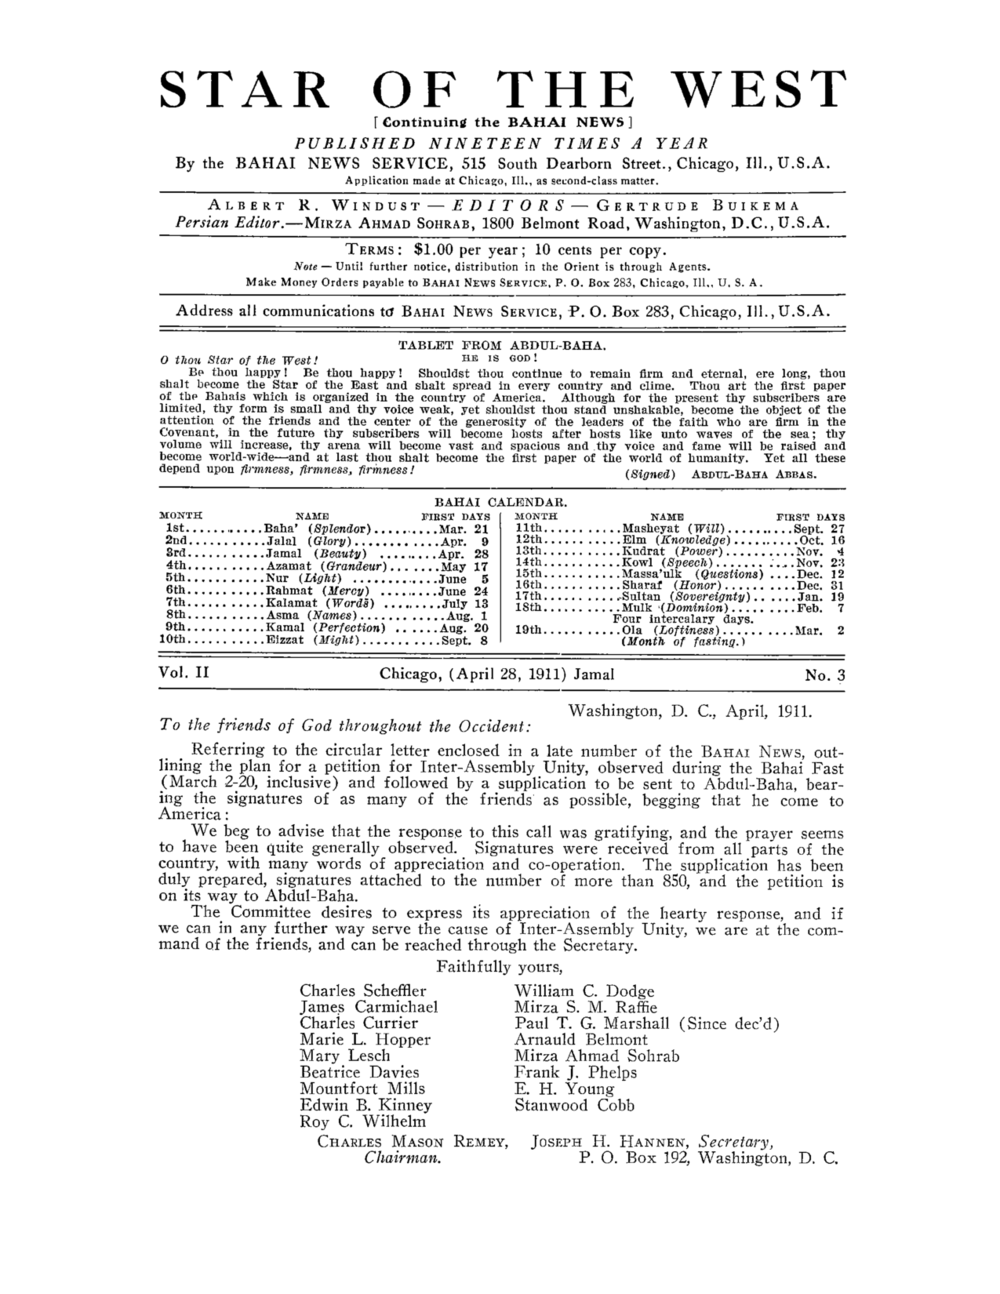 STAR OF THE WEST
[Continuing the BAHAI NEWS]
PUBLISHED NINETEEN TIMES A YEAR
By the BAHAI NEWS SERVICE, 515 South Dearborn Street., Chicago, Ill., U.S.A.
Application made at Chicago, Ill., as second-class matter.
ALBERT R. WINDUST — EDITORS — GERTRUDE BUIKEMA
Persian Editor.—MIRZA AHMAD SOHRAB, 1800 Belmont Road, Washington, D.C., U.S.A.
TERMS: $1.00 per year; 10 cents per copy.
Note — Until further notice, distribution in the Orient is through Agents.
Make Money Orders payable to BAHAI NEWS SERVICE, P. O. Box 283, Chicago, Ill., U. S. A.
Address all communications to BAHAI NEWS SERVICE, P. O. Box 283, Chicago, Ill., U.S.A.
TABLET FROM ABDUL-BAHA.
O thou Star of the West! HE IS GOD!
Be thou happy! Be thou happy! Shouldst thou continue to remain firm and eternal, ere long, thou
shalt become the Star of the East and shalt spread in every country and clime. Thou art the first paper
of the Bahais which is organized in the country of America. Although for the present thy subscribers are
limited, thy form is small and thy voice weak, yet shouldst thou stand unshakable, become the object of the
attention of the friends and the center of the generosity of the leaders of the faith who are firm in the
Covenant, in the future thy subscribers will become hosts after hosts like unto waves of the sea; thy
volume will increase, thy arena will become vast and spacious and thy voice and fame will be raised and
become world-wide—and at last thou shalt become the first paper of the world of humanity. Yet all these
depend upon firmness, firmness, firmness! (Signed) ABDUL-BAHA ABBAS.
BAHAI CALENDAR.
MONTH NAME FIRST DAYS
1st...........Baha' (Splendor)..........Mar. 21
2nd...........Jalal (Glory)............Apr. 9
3rd...........Jamal (Beauty) .........Apr. 28
4th...........Azamat (Grandeur).......May 17
5th...........Nur (Light) ............June 5
6th...........Rahmat (Mercy) ........June 24
7th...........Kalamat (Words) ........July 13
8th...........Asma (Names)............Aug. 1
9th...........Kamal (Perfection) ......Aug. 20
10th...........Eizzat (Might)...........Sept. 8
MONTH NAME FIRST DAYS
11th...........Masheyat (Will)..........Sept. 27
12th...........Elm (Knowledge).........Oct. 16
13th...........Kudrat (Power)..........Nov. 4
14th...........Kowl (Speech)...........Nov. 23
15th...........Massa'ulk (Questions) ....Dec. 12
16th...........Sharaf (Honor)..........Dec. 31
17th...........Sultan (Sovereignty).....Jan. 19
18th...........Mulk (Dominion).........Feb. 7
Four intercalary days.
19th...........Ola (Loftiness)..........Mar. 2
(Month of fasting.)
Vol. II Chicago, (April 28, 1911) Jamal No. 3
Washington, D. C., April, 1911.
To the friends of God throughout the Occident:
Referring to the circular letter enclosed in a late number of the BAHAI NEWS, out-
lining the plan for a petition for Inter-Assembly Unity, observed during the Bahai Fast
(March 2-20, inclusive) and followed by a supplication to be sent to Abdul-Baha, bear-
ing the signatures of as many of the friends as possible, begging that he come to
America:
We beg to advise that the response to this call was gratifying, and the prayer seems
to have been quite generally observed. Signatures were received from all parts of the
country, with many words of appreciation and co-operation. The supplication has been
duly prepared, signatures attached to the number of more than 850, and the petition is
on its way to Abdul-Baha.
The Committee desires to express its appreciation of the hearty response, and if
we can in any further way serve the cause of Inter-Assembly Unity, we are at the com-
mand of the friends, and can be reached through the Secretary.
Faithfully yours,
Charles Scheffler
James Carmichael
Charles Currier
Marie L. Hopper
Mary Lesch
Beatrice Davies
Mountfort Mills
Edwin B. Kinney
Roy C. Wilhelm
William C. Dodge
Mirza S. M. Raffie
Paul T. G. Marshall (Since dec'd)
Arnauld Belmont
Mirza Ahmad Sohrab
Frank J. Phelps
E. H. Young
Stanwood Cobb
CHARLES MASON REMEY, JOSEPH H. HANNEN, Secretary,
Chairman. P. O. Box 192, Washington, D. C.